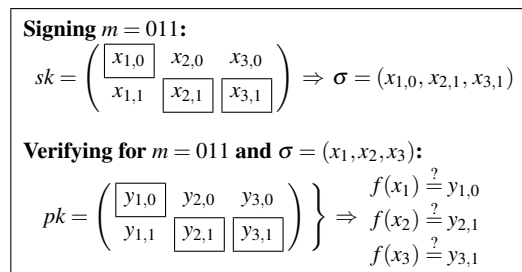 Signing m = 011:
sk = ( x1,0 x2,0 x3,0
x1,1 x2,1 x3,1 ) ⇒ σ = (x1,0, x2,1, x3,1)
Verifying for m = 011 and σ = (x1, x2, x3):
pk = ( y1,0 y2,0 y3,0
y1,1 y2,1 y3,1 ) } ⇒
f(x1) ≟ y1,0
f(x2) ≟ y2,1
f(x3) ≟ y3,1